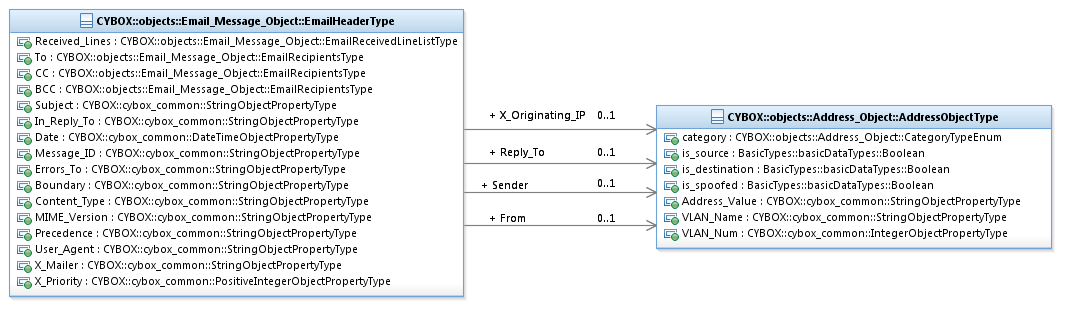 CYBOX::objects::Email_Message_Object::EmailHeaderType
Received_Lines : CYBOX::objects::Email_Message_Object::EmailReceivedLineListType
To : CYBOX::objects::Email_Message_Object::EmailRecipientsType
CC : CYBOX::objects::Email_Message_Object::EmailRecipientsType
BCC : CYBOX::objects::Email_Message_Object::EmailRecipientsType
Subject : CYBOX::cybox_common::StringObjectPropertyType
In_Reply_To : CYBOX::cybox_common::StringObjectPropertyType
Date : CYBOX::cybox_common::DateTimeObjectPropertyType
Message_ID : CYBOX::cybox_common::StringObjectPropertyType
Errors_To : CYBOX::cybox_common::StringObjectPropertyType
Boundary : CYBOX::cybox_common::StringObjectPropertyType
Content_Type : CYBOX::cybox_common::StringObjectPropertyType
MIME_Version : CYBOX::cybox_common::StringObjectPropertyType
Precedence : CYBOX::cybox_common::StringObjectPropertyType
User_Agent : CYBOX::cybox_common::StringObjectPropertyType
X_Mailer : CYBOX::cybox_common::StringObjectPropertyType
X_Priority : CYBOX::cybox_common::PositiveIntegerObjectPropertyType
+ X_Originating_IP 0..1
+ Reply_To 0..1
+ Sender 0..1
+ From 0..1
CYBOX::objects::Address_Object::AddressObjectType
category : CYBOX::objects::Address_Object::CategoryTypeEnum
is_source : BasicTypes::basicDataTypes::Boolean
is_destination : BasicTypes::basicDataTypes::Boolean
is_spoofed : BasicTypes::basicDataTypes::Boolean
Address_Value : CYBOX::cybox_common::StringObjectPropertyType
VLAN_Name : CYBOX::cybox_common::StringObjectPropertyType
VLAN_Num : CYBOX::cybox_common::IntegerObjectPropertyType